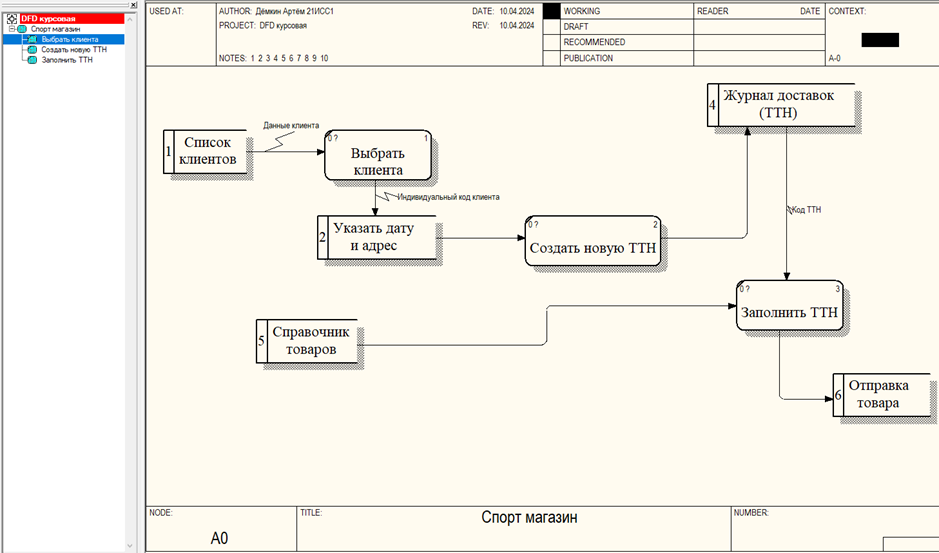 DFD курсовая
Спорт магазин
Выбрать клиента
Создать новую ТТН
Заполнить ТТН
USED AT:
AUTHOR: Дёмкин Артём 21ИСС1
DATE: 10.04.2024
PROJECT: DFD курсовая
REV: 10.04.2024
NOTES: 1 2 3 4 5 6 7 8 9 10
WORKING
DRAFT
RECOMMENDED
PUBLICATION
READER
DATE
CONTEXT:
A-0
4
Журнал доставок
(ТТН)
Данные клиента
1
Список
клиентов
0 ?
1
Выбрать
клиента
Индивидуальный код клиента
Код ТТН
2
Указать дату
и адрес
0 ?
2
Создать новую ТТН
0 ?
3
Заполнить ТТН
5
Справочник
товаров
6
Отправка
товара
NODE:
A0
TITLE:
Спорт магазин
NUMBER: